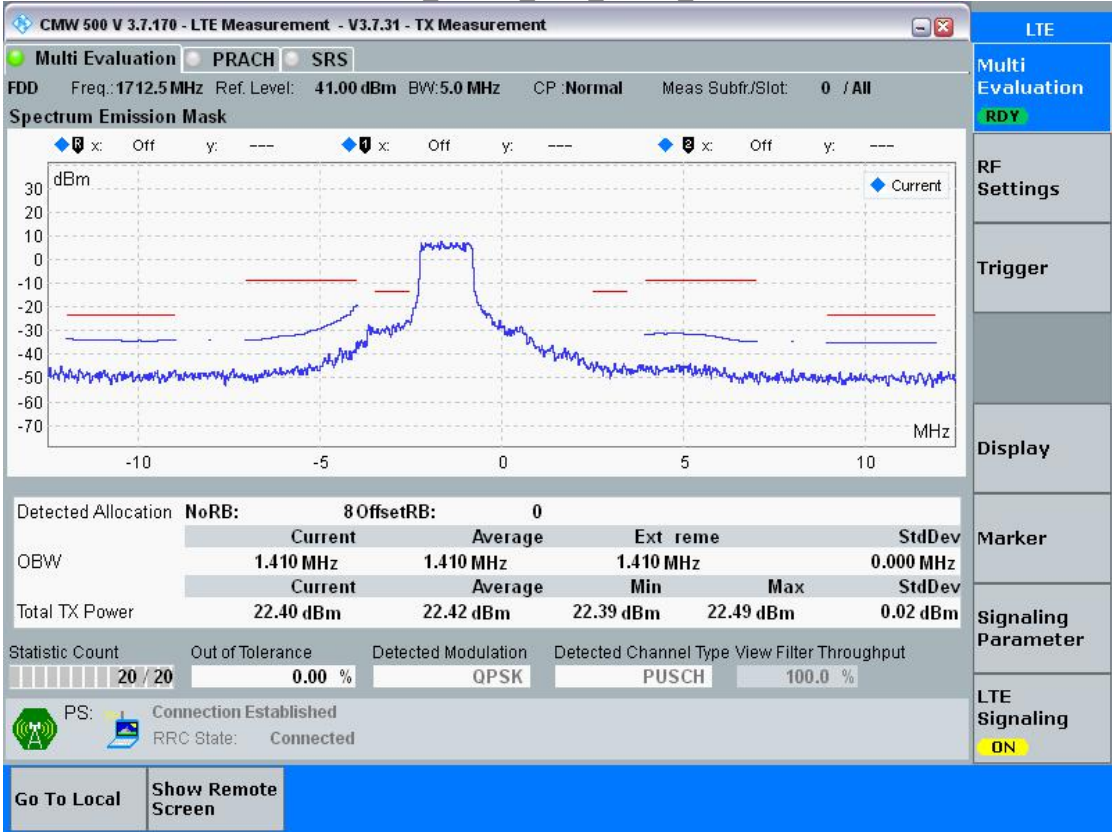 CMW 500 V 3.7.170 - LTE Measurement - V3.7.31 - TX Measurement
LTE
Multi Evaluation PRACH SRS
FDD Freq.:1712.5 MHz Ref. Level: 41.00 dBm BW:5.0 MHz CP :Normal Meas Subfr./Slot: 0 / All
Spectrum Emission Mask
R x: Off y: --- 1 x: Off y: --- 2 x: Off y: ---
dBm
Current
30
20
10
0
-10
-20
-30
-40
-50
-60
-70
MHz
-10 -5 0 5 10
Detected Allocation NoRB: 8 OffsetRB: 0
Current Average Ext reme StdDev
OBW 1.410 MHz 1.410 MHz 1.410 MHz 0.000 MHz
Current Average Min Max StdDev
Total TX Power 22.40 dBm 22.42 dBm 22.39 dBm 22.49 dBm 0.02 dBm
Statistic Count Out of Tolerance Detected Modulation Detected Channel Type View Filter Throughput
20 / 20 0.00 % QPSK PUSCH 100.0 %
PS: Connection Established
RRC State: Connected
Multi
Evaluation
RDY
RF
Settings
Trigger
Display
Marker
Signaling
Parameter
LTE
Signaling
ON
Go To Local
Show Remote
Screen